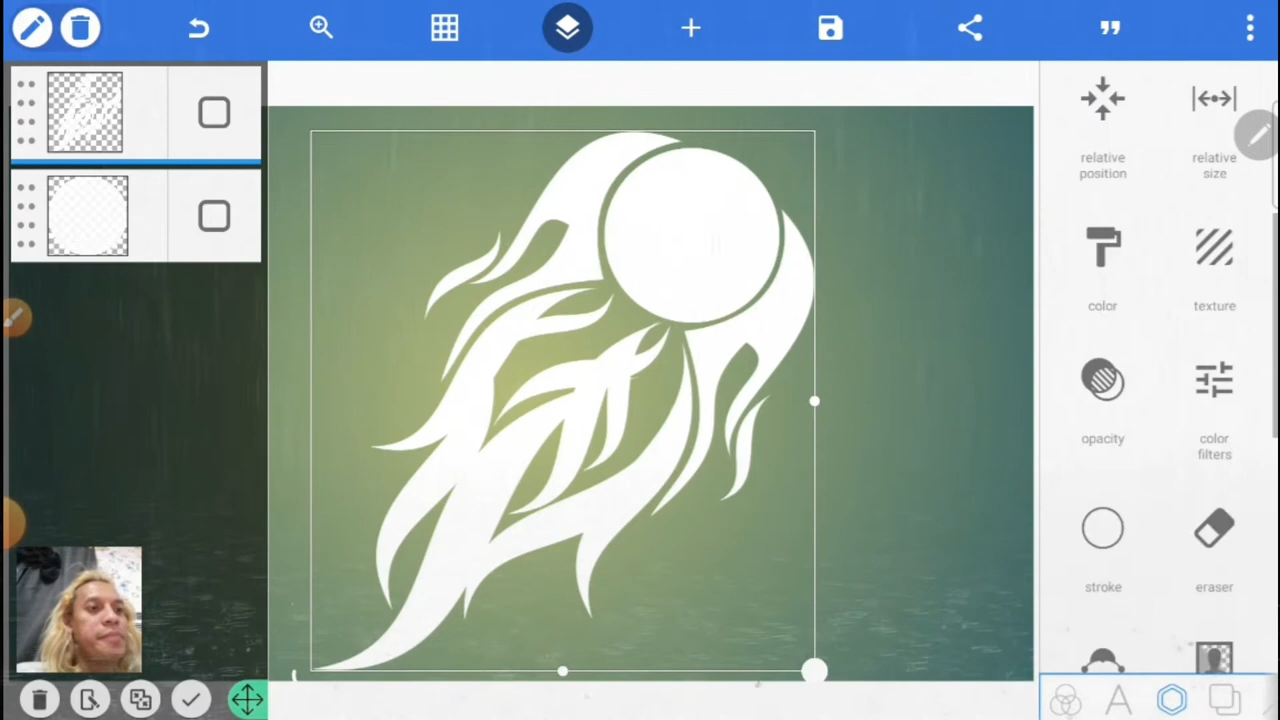 relative
position
relative
size
color
texture
opacity
color
filters
stroke
eraser